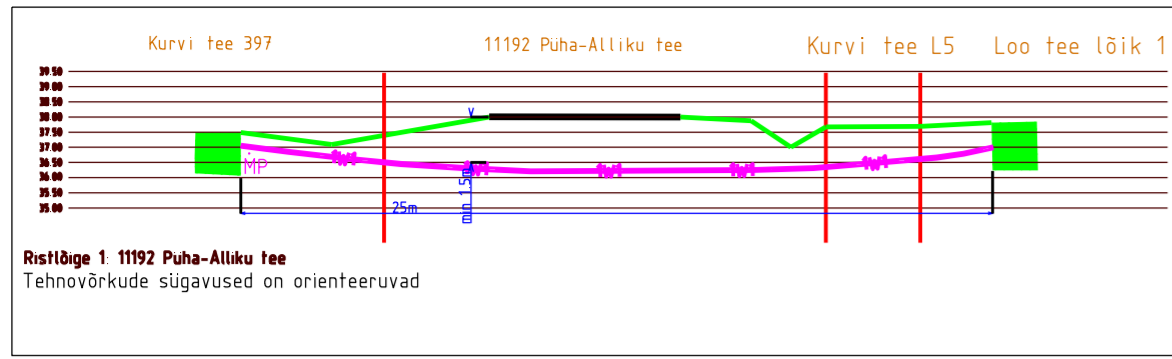 Kurvi tee 397
11192 Püha-Alliku tee
Kurvi tee L5
Loo tee lõik 1
39.50
39.00
38.50
38.00
37.50
37.00
36.50
36.00
35.50
35.00
MP
min 1,5m
25m
Ristlõige 1: 11192 Püha-Alliku tee
Tehnovõrkude sügavused on orienteeruvad